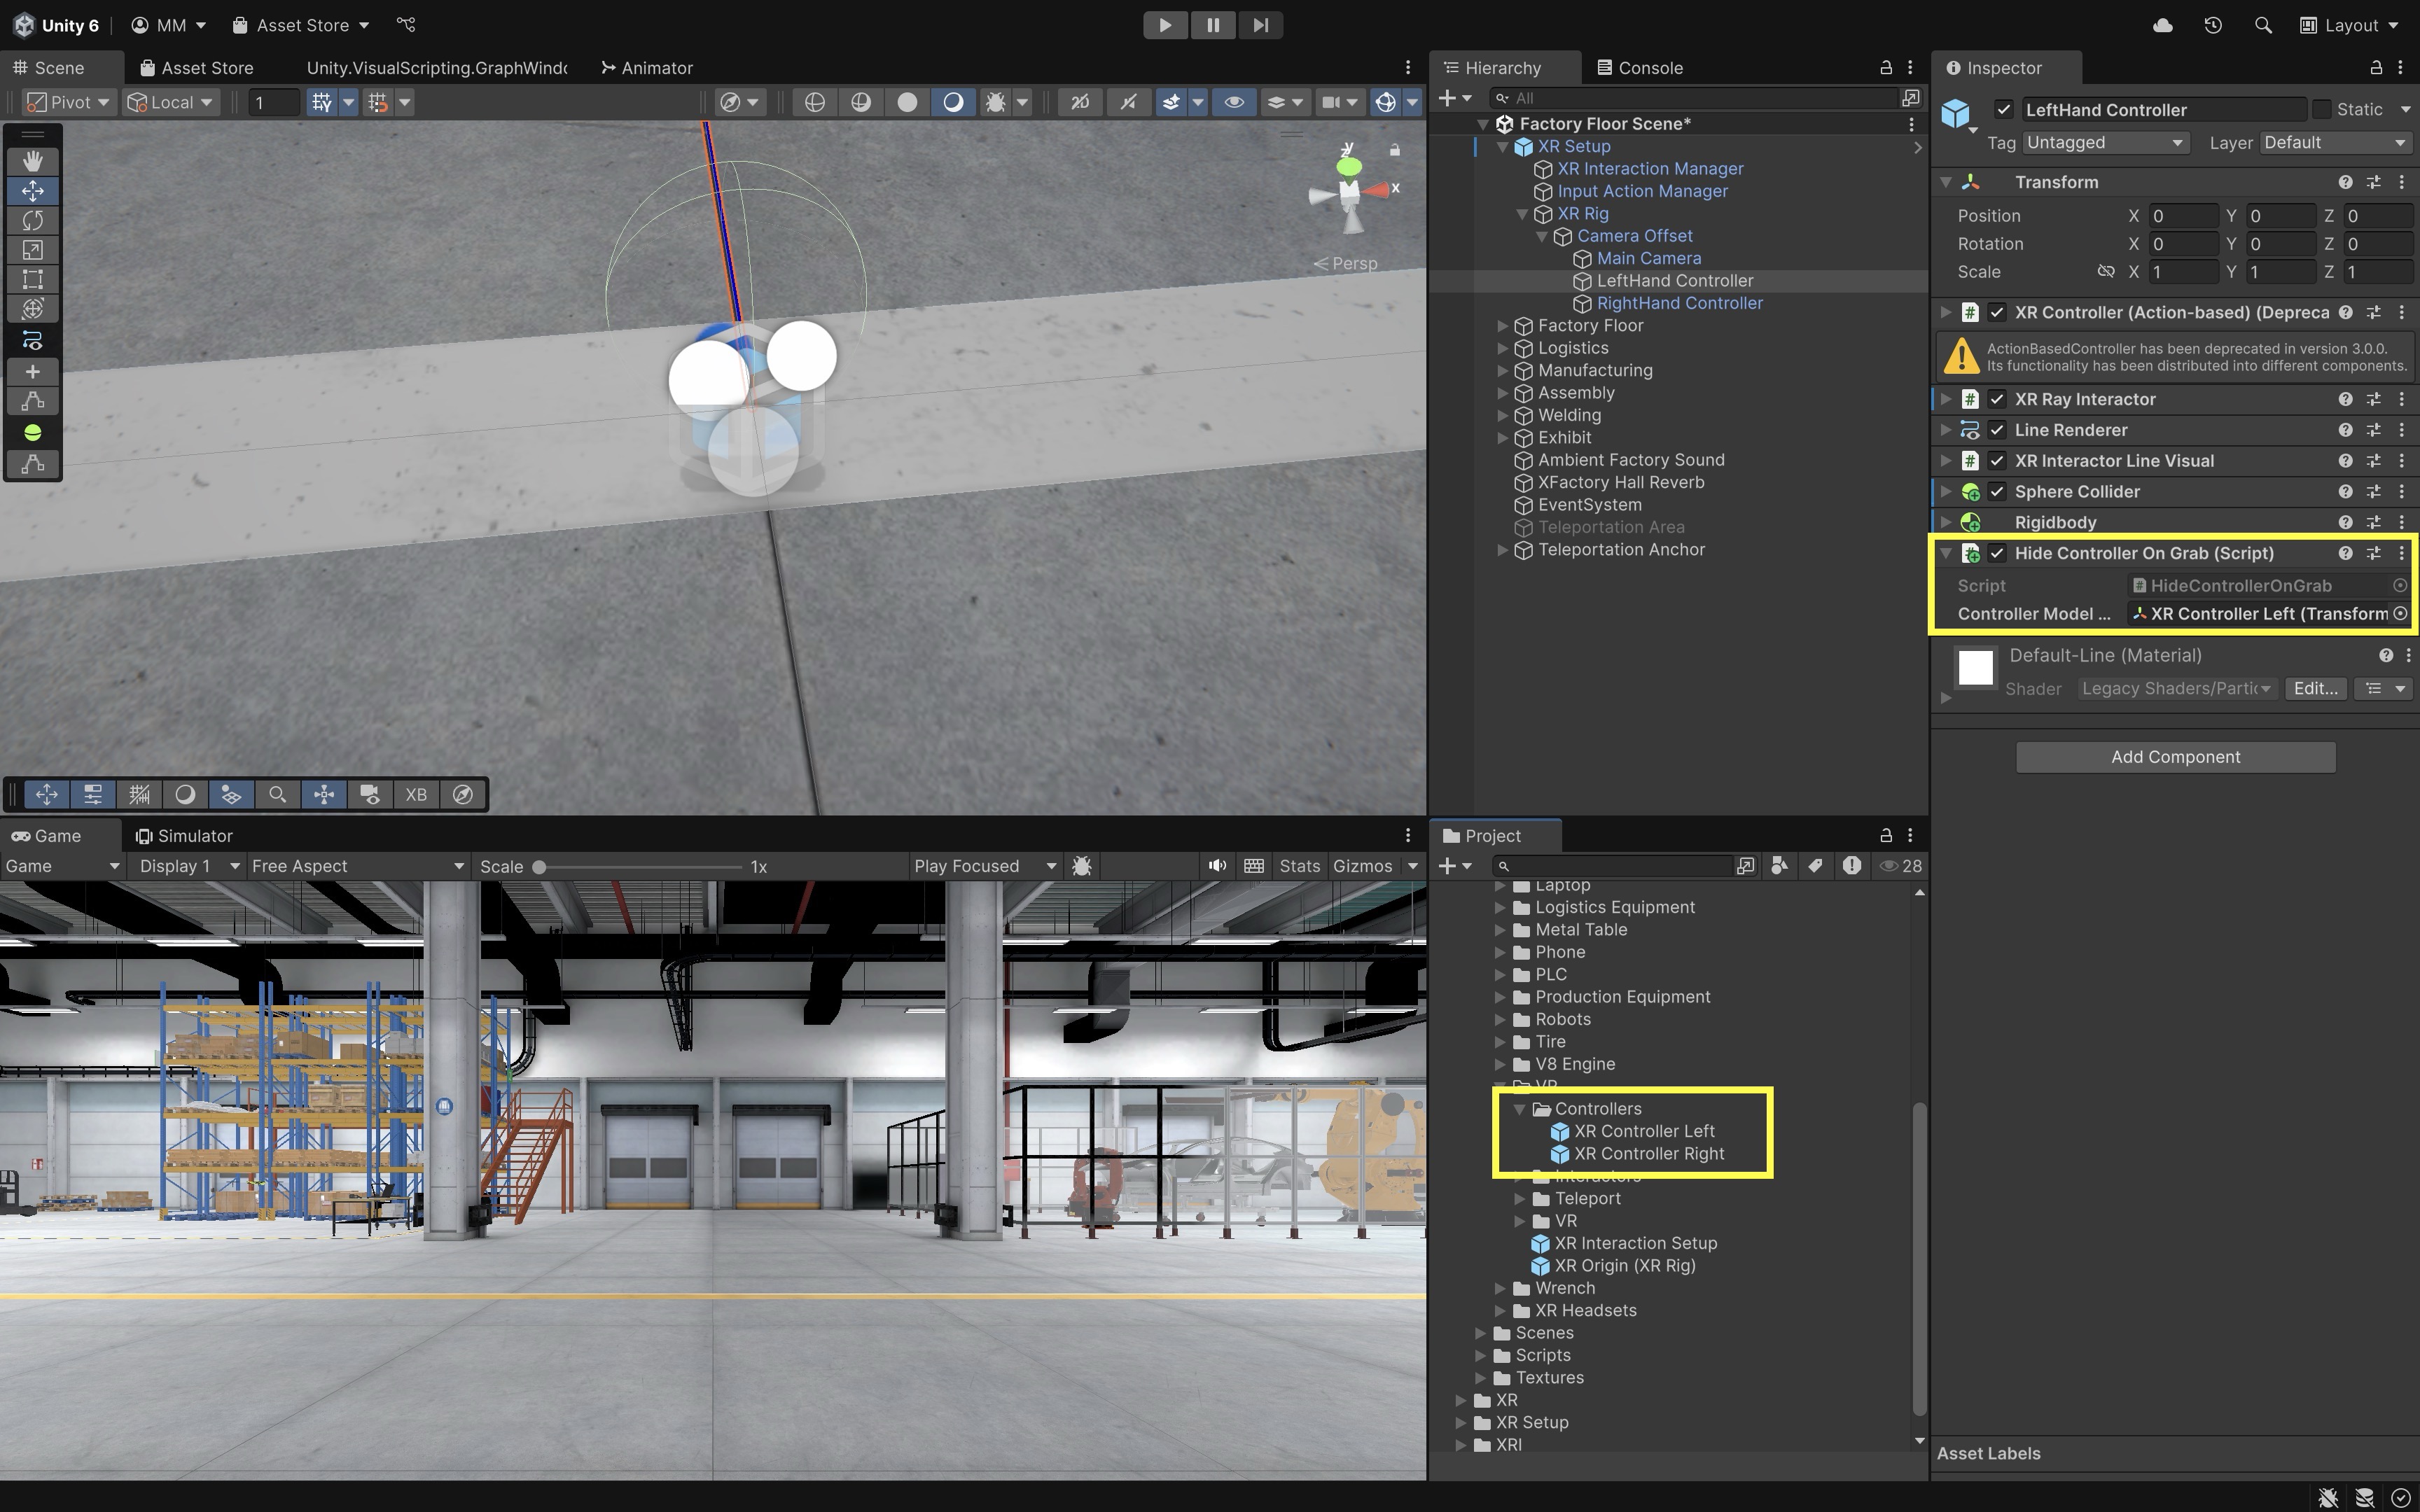 Unity 6
MM
Asset Store
Layout
Scene
Asset Store
Unity.VisualScripting.GraphWindo
Animator
Pivot
Local
1
2D
y
x
Persp
XB
Hierarchy
Console
All
Factory Floor Scene*
XR Setup
XR Interaction Manager
Input Action Manager
XR Rig
Camera Offset
Main Camera
LeftHand Controller
RightHand Controller
Factory Floor
Logistics
Manufacturing
Assembly
Welding
Exhibit
Ambient Factory Sound
XFactory Hall Reverb
EventSystem
Teleportation Area
Teleportation Anchor
Inspector
LeftHand Controller
Static
Tag Untagged Layer Default
Transform
Position X 0 Y 0 Z 0
Rotation X 0 Y 0 Z 0
Scale X 1 Y 1 Z 1
XR Controller (Action-based) (Depreca
ActionBasedController has been deprecated in version 3.0.0.
Its functionality has been distributed into different components.
XR Ray Interactor
Line Renderer
XR Interactor Line Visual
Sphere Collider
Rigidbody
Hide Controller On Grab (Script)
Script HideControllerOnGrab
Controller Model ... XR Controller Left (Transform
Default-Line (Material)
Shader Legacy Shaders/Partic Edit...
Add Component
Asset Labels
Game
Simulator
Game Display 1 Free Aspect Scale 1x Play Focused Stats Gizmos
Project
28
Laptop
Logistics Equipment
Metal Table
Phone
PLC
Production Equipment
Robots
Tire
V8 Engine
VR
Controllers
XR Controller Left
XR Controller Right
Interactors
Teleport
VR
XR Interaction Setup
XR Origin (XR Rig)
Wrench
XR Headsets
Scenes
Scripts
Textures
XR
XR Setup
XRI